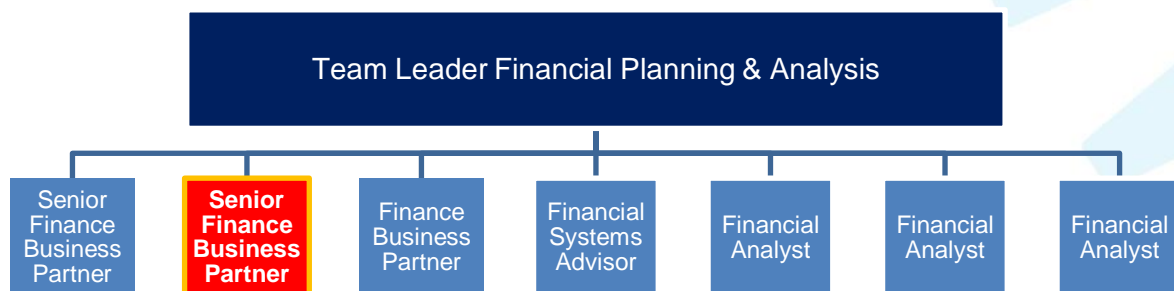 Team Leader Financial Planning & Analysis
Senior
Finance
Business
Partner
Senior
Finance
Business
Partner
Finance
Business
Partner
Financial
Systems
Advisor
Financial
Analyst
Financial
Analyst
Financial
Analyst